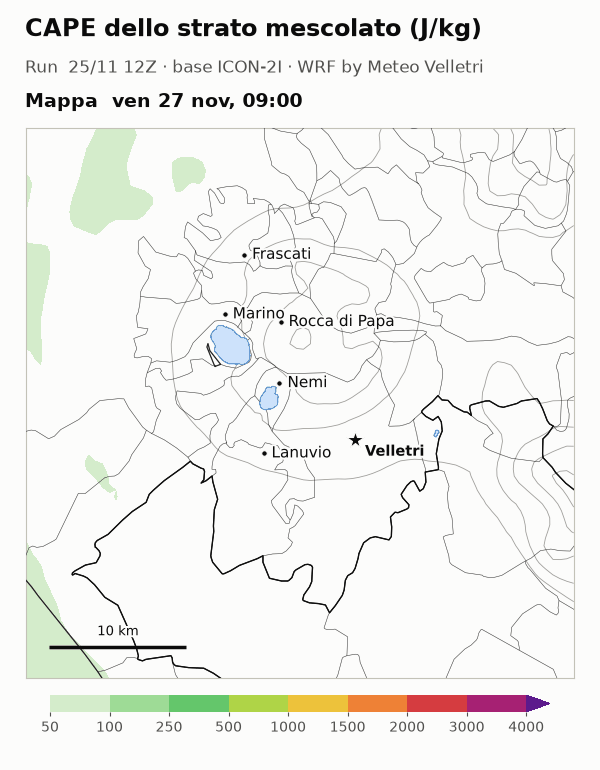 CAPE dello strato mescolato (J/kg)
Run  25/11 12Z · base ICON-2I · WRF by Meteo Velletri
Mappa  ven 27 nov, 09:00
Frascati
Marino
Rocca di Papa
Nemi
Velletri
Lanuvio
10 km
50 100 250 500 1000 1500 2000 3000 4000